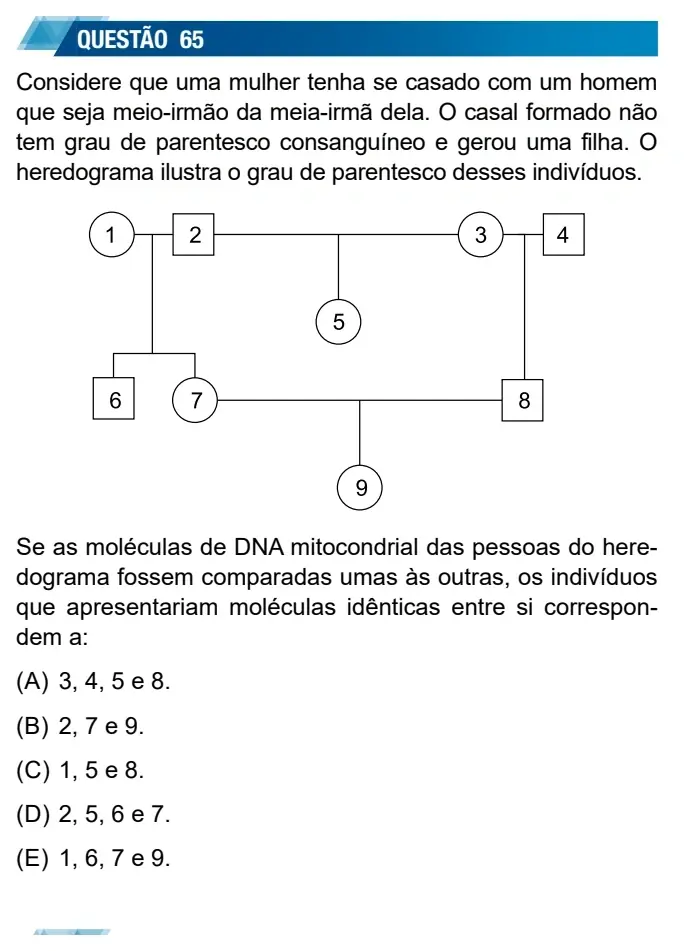 QUESTÃO 65
Considere que uma mulher tenha se casado com um homem
que seja meio-irmão da meia-irmã dela. O casal formado não
tem grau de parentesco consanguíneo e gerou uma filha. O
heredograma ilustra o grau de parentesco desses indivíduos.
1 2 3 4
5
6 7 8
9
Se as moléculas de DNA mitocondrial das pessoas do here-
dograma fossem comparadas umas às outras, os indivíduos
que apresentariam moléculas idênticas entre si correspon-
dem a:
(A) 3, 4, 5 e 8.
(B) 2, 7 e 9.
(C) 1, 5 e 8.
(D) 2, 5, 6 e 7.
(E) 1, 6, 7 e 9.